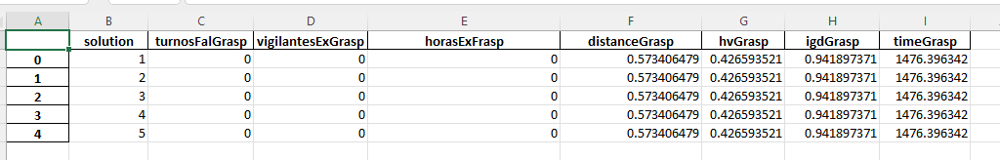 A B C D E F G H I
solution turnosFalGrasp vigilantesExGrasp horasExFrasp distanceGrasp hvGrasp igdGrasp timeGrasp
0 1 0 0 0 0.573406479 0.426593521 0.941897371 1476.396342
1 2 0 0 0 0.573406479 0.426593521 0.941897371 1476.396342
2 3 0 0 0 0.573406479 0.426593521 0.941897371 1476.396342
3 4 0 0 0 0.573406479 0.426593521 0.941897371 1476.396342
4 5 0 0 0 0.573406479 0.426593521 0.941897371 1476.396342